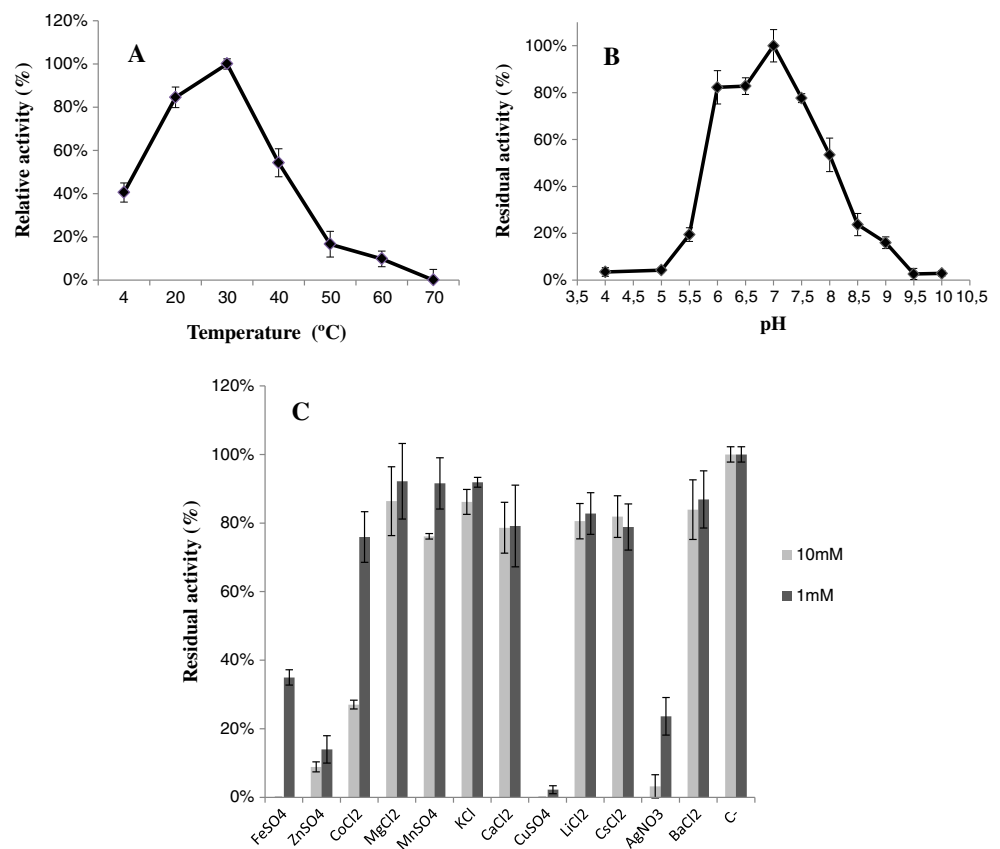 A
Relative activity (%)
120%
100%
80%
60%
40%
20%
0%
4 20 30 40 50 60 70
Temperature (ºC)
B
Residual activity (%)
100%
80%
60%
40%
20%
0%
3,5 4 4,5 5 5,5 6 6,5 7 7,5 8 8,5 9 9,5 10 10,5
pH
C
Residual activity (%)
120%
100%
80%
60%
40%
20%
0%
FeSO4 ZnSO4 CoCl2 MgCl2 MnSO4 KCl CaCl2 CuSO4 LiCl2 CsCl2 AgNO3 BaCl2 C-
10mM
1mM